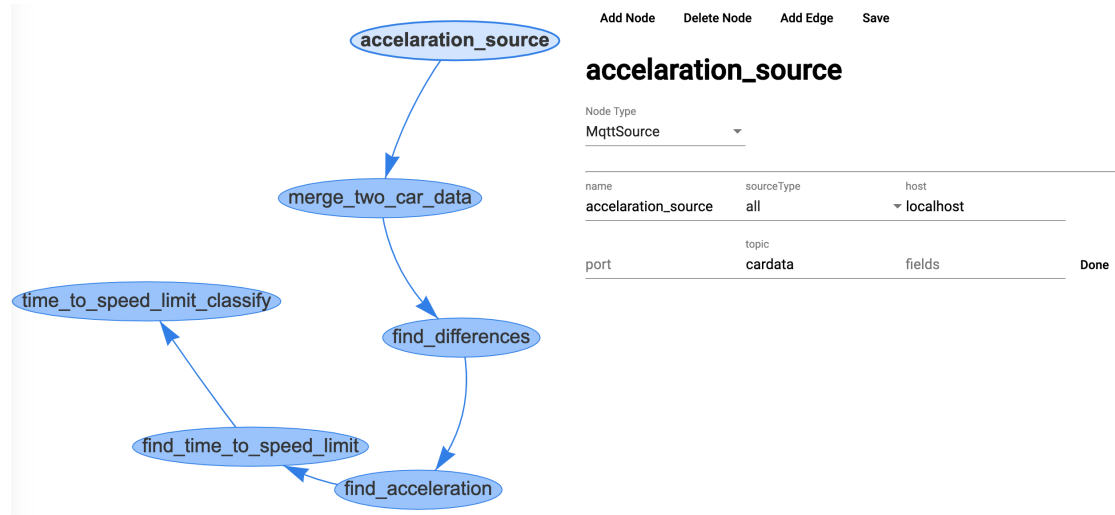 accelaration_source
merge_two_car_data
find_differences
time_to_speed_limit_classify
find_time_to_speed_limit
find_acceleration
Add Node Delete Node Add Edge Save
accelaration_source
Node Type
MqttSource
name sourceType host
accelaration_source all localhost
topic
port cardata fields Done